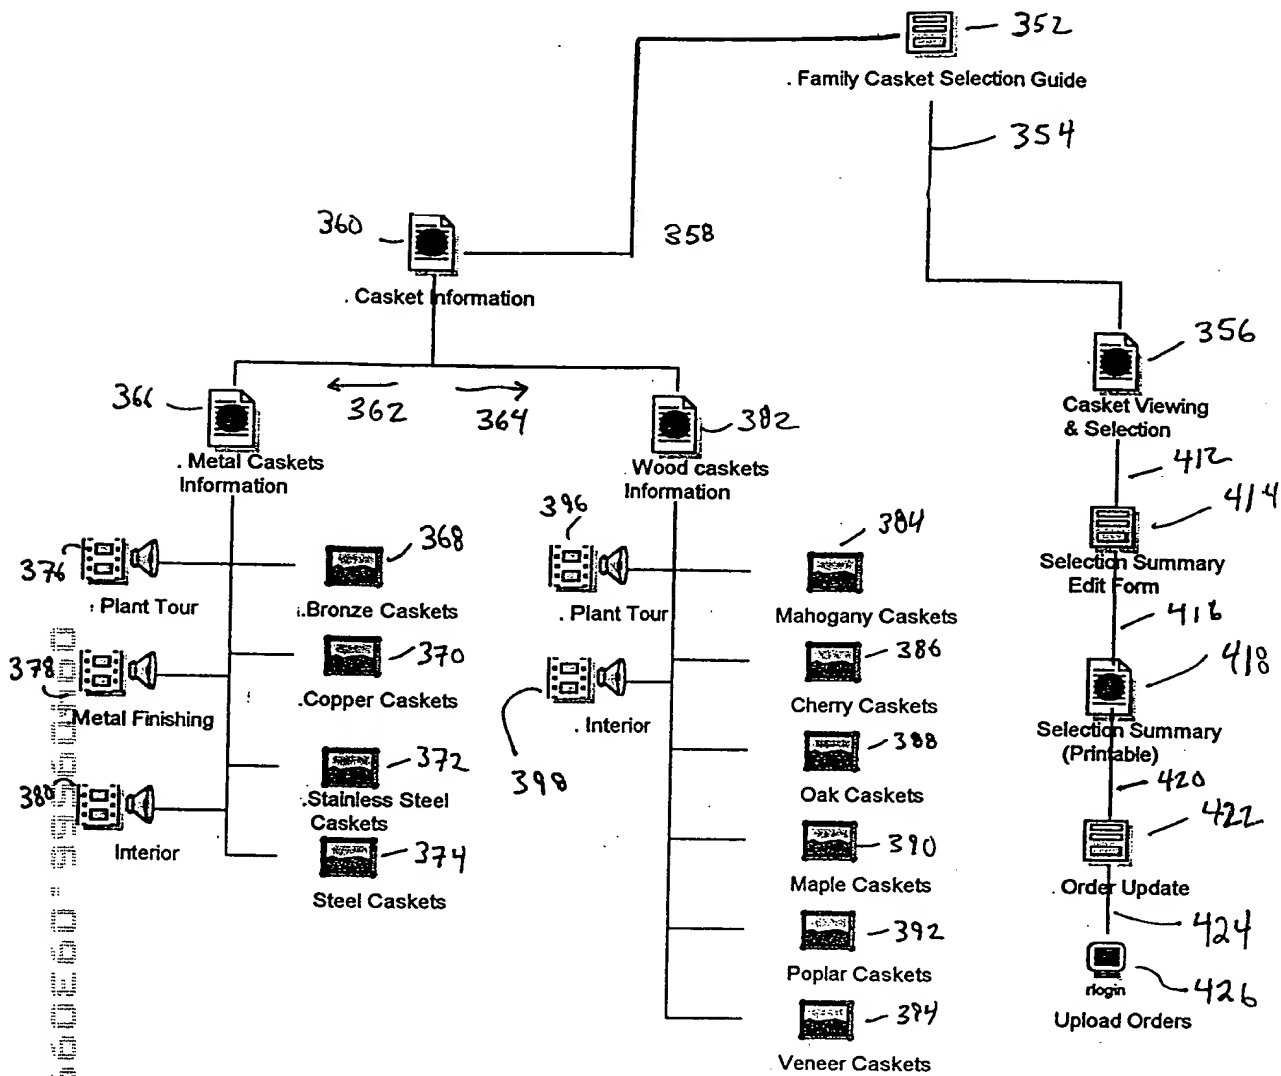 352
. Family Casket Selection Guide
354
360
358
. Casket Information
356
366
362
364
382
Casket Viewing
& Selection
. Metal Caskets
Information
. Wood caskets
Information
412
414
376
368
396
384
Selection Summary
Edit Form
. Plant Tour
.Bronze Caskets
. Plant Tour
Mahogany Caskets
416
378
370
386
418
Metal Finishing
.Copper Caskets
. Interior
Cherry Caskets
Selection Summary
(Printable)
380
372
398
388
420
.Stainless Steel
Caskets
Oak Caskets
422
Interior
374
390
Steel Caskets
Maple Caskets
. Order Update
392
424
Poplar Caskets
rlogin
426
394
Upload Orders
Veneer Caskets